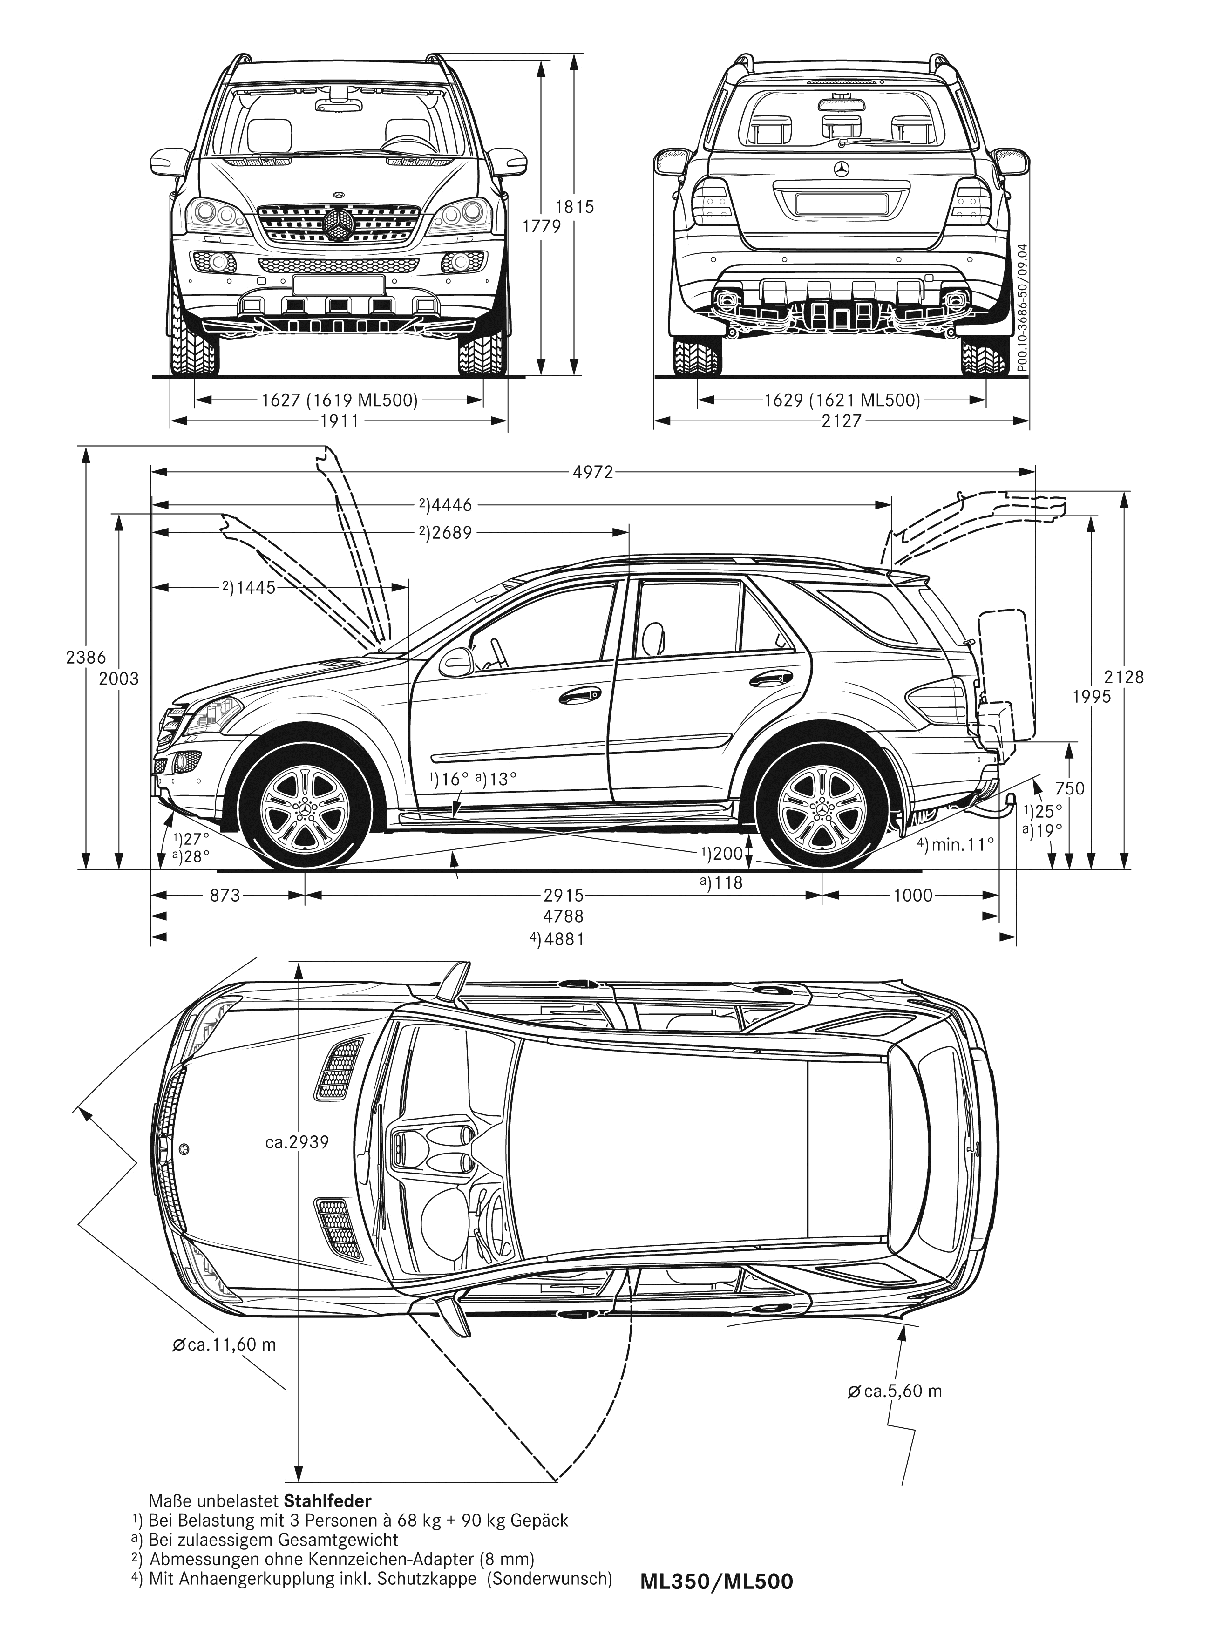 1815
1779
P00.10-3686-50/09.04
1627 (1619 ML500)
1911
1629 (1621 ML500)
2127
4972
²)4446
²)2689
²)1445
2386
2003
2128
1995
¹)16° ᵃ)13°
750
¹)25°
ᵃ)19°
¹)27°
ᵃ)28°
⁴)min.11°
¹)200
ᵃ)118
873
2915
1000
4788
⁴)4881
ca.2939
⌀ca.11,60 m
⌀ca.5,60 m
Maße unbelastet Stahlfeder
¹) Bei Belastung mit 3 Personen à 68 kg + 90 kg Gepäck
ᵃ) Bei zulaessigem Gesamtgewicht
²) Abmessungen ohne Kennzeichen-Adapter (8 mm)
⁴) Mit Anhaengerkupplung inkl. Schutzkappe (Sonderwunsch)
ML350/ML500